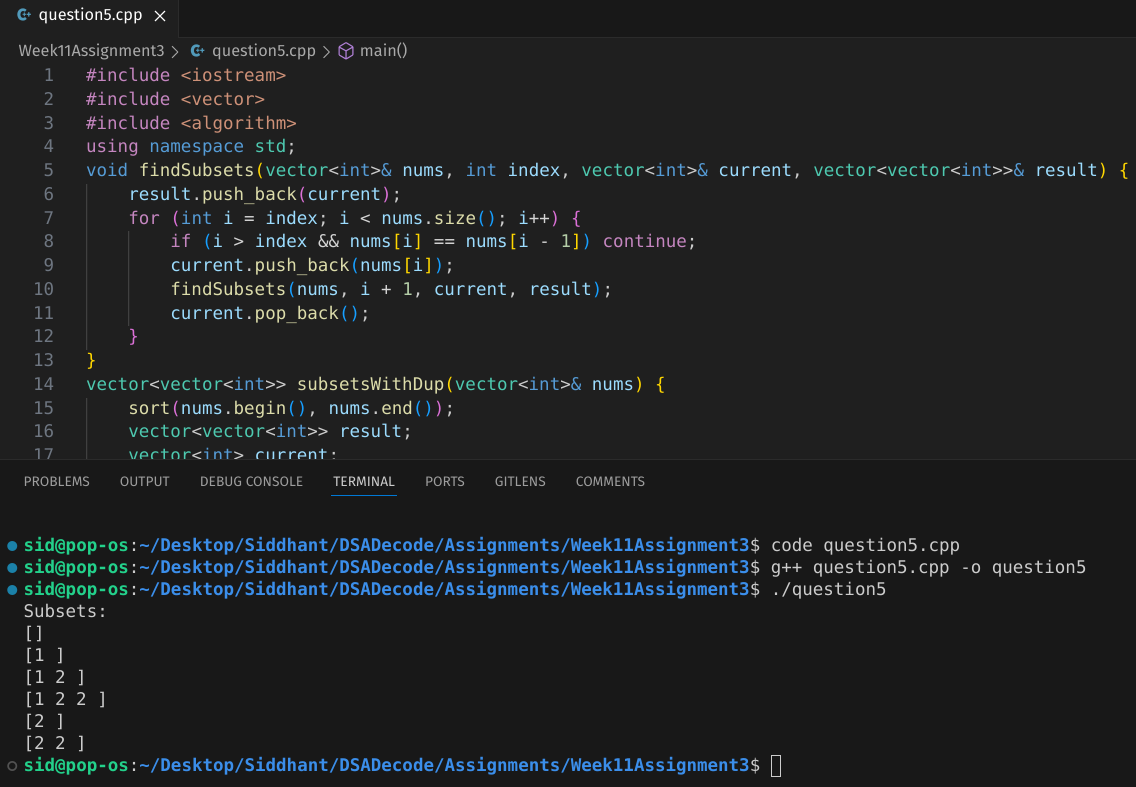 question5.cpp
Week11Assignment3 > question5.cpp > main()
1 #include <iostream>
2 #include <vector>
3 #include <algorithm>
4 using namespace std;
5 void findSubsets(vector<int>& nums, int index, vector<int>& current, vector<vector<int>>& result) {
6 result.push_back(current);
7 for (int i = index; i < nums.size(); i++) {
8 if (i > index && nums[i] == nums[i - 1]) continue;
9 current.push_back(nums[i]);
10 findSubsets(nums, i + 1, current, result);
11 current.pop_back();
12 }
13 }
14 vector<vector<int>> subsetsWithDup(vector<int>& nums) {
15 sort(nums.begin(), nums.end());
16 vector<vector<int>> result;
17 vector<int> current;
PROBLEMS OUTPUT DEBUG CONSOLE TERMINAL PORTS GITLENS COMMENTS
sid@pop-os:~/Desktop/Siddhant/DSADecode/Assignments/Week11Assignment3$ code question5.cpp
sid@pop-os:~/Desktop/Siddhant/DSADecode/Assignments/Week11Assignment3$ g++ question5.cpp -o question5
sid@pop-os:~/Desktop/Siddhant/DSADecode/Assignments/Week11Assignment3$ ./question5
Subsets:
[]
[1 ]
[1 2 ]
[1 2 2 ]
[2 ]
[2 2 ]
sid@pop-os:~/Desktop/Siddhant/DSADecode/Assignments/Week11Assignment3$